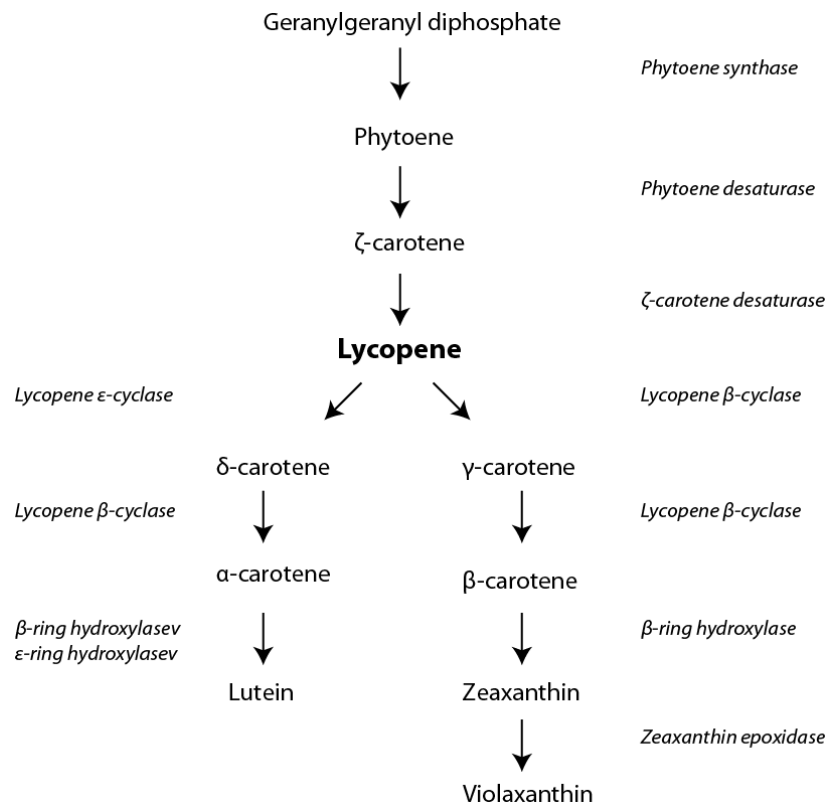 Geranylgeranyl diphosphate
Phytoene synthase
Phytoene
Phytoene desaturase
ζ-carotene
ζ-carotene desaturase
Lycopene
Lycopene ε-cyclase
Lycopene β-cyclase
δ-carotene
γ-carotene
Lycopene β-cyclase
Lycopene β-cyclase
α-carotene
β-carotene
β-ring hydroxylasev
ε-ring hydroxylasev
β-ring hydroxylase
Lutein
Zeaxanthin
Zeaxanthin epoxidase
Violaxanthin